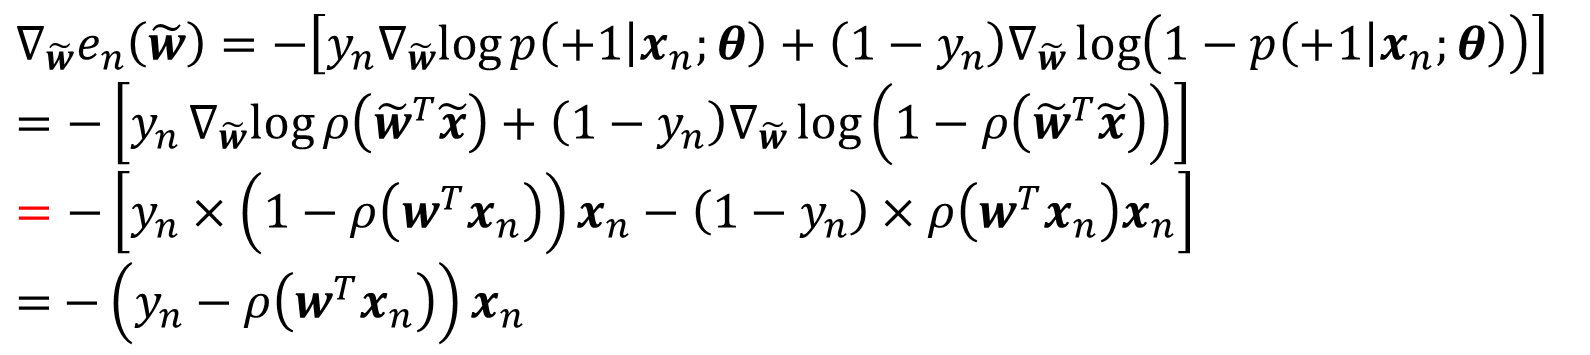 ∇_w̃ e_n(w̃) = −[y_n ∇_w̃ log p(+1|x_n; θ) + (1 − y_n)∇_w̃ log(1 − p(+1|x_n; θ))]
= − [y_n ∇_w̃ log ρ(w̃^T x̃) + (1 − y_n)∇_w̃ log (1 − ρ(w̃^T x̃))]
= − [y_n × (1 − ρ(w^T x_n)) x_n − (1 − y_n) × ρ(w^T x_n)x_n]
= − (y_n − ρ(w^T x_n)) x_n